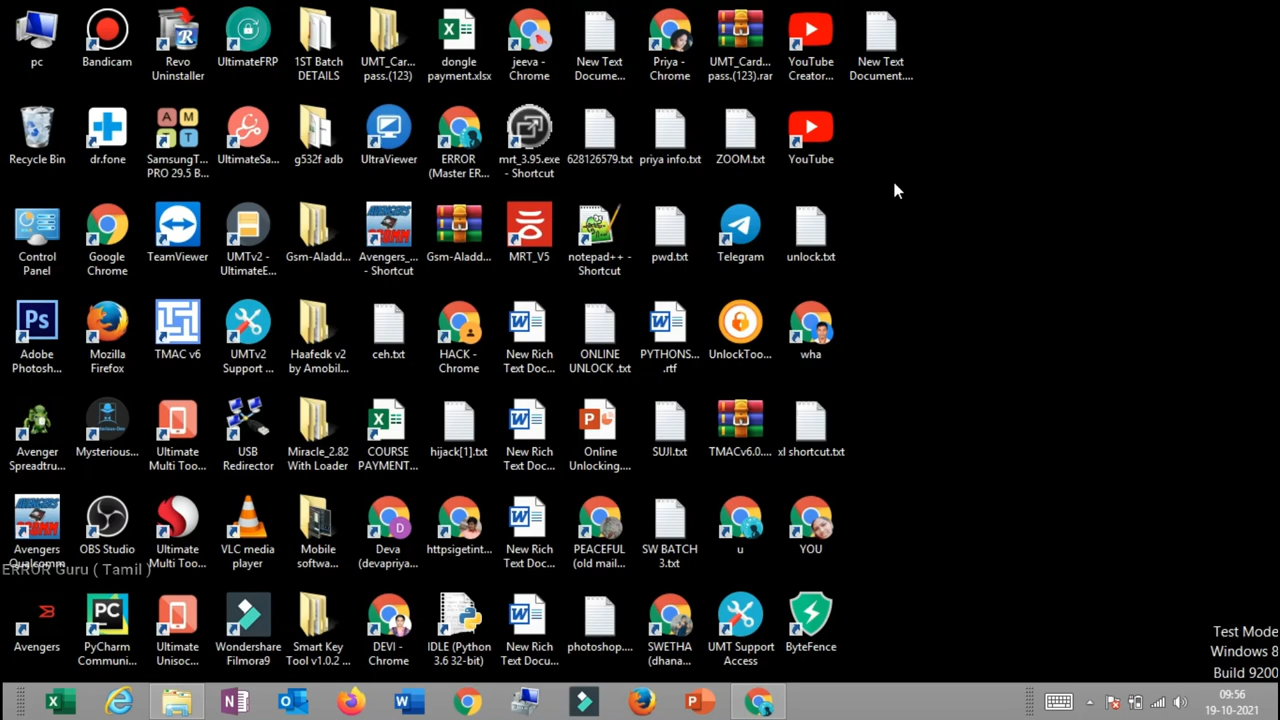 pc
Bandicam
Revo
Uninstaller
UltimateFRP
1ST Batch
DETAILS
UMT_Car...
pass.(123)
dongle
payment.xlsx
jeeva -
Chrome
New Text
Docume...
Priya -
Chrome
UMT_Card...
pass.(123).rar
YouTube
Creator...
New Text
Document....
Recycle Bin
dr.fone
SamsungT...
PRO 29.5 B...
UltimateSa...
g532f adb
UltraViewer
ERROR
(Master ER...
mrt_3.95.exe
- Shortcut
628126579.txt
priya info.txt
ZOOM.txt
YouTube
Control
Panel
Google
Chrome
TeamViewer
UMTv2 -
UltimateE...
Gsm-Aladd...
Avengers_...
- Shortcut
Gsm-Aladd...
MRT_V5
notepad++ -
Shortcut
pwd.txt
Telegram
unlock.txt
Adobe
Photosh...
Mozilla
Firefox
TMAC v6
UMTv2
Support ...
Haafedk v2
by Amobil...
ceh.txt
HACK -
Chrome
New Rich
Text Doc...
ONLINE
UNLOCK .txt
PYTHONS...
.rtf
UnlockToo...
wha
Avenger
Spreadtru...
Mysterious...
Ultimate
Multi Too...
USB
Redirector
Miracle_2.82
With Loader
COURSE
PAYMENT...
hijack[1].txt
New Rich
Text Doc...
Online
Unlocking....
SUJI.txt
TMACv6.0....
xl shortcut.txt
Avengers
Qualcomm
OBS Studio
Ultimate
Multi Too...
VLC media
player
Mobile
softwa...
Deva
(devapriya...
httpsigetint...
New Rich
Text Doc...
PEACEFUL
(old mail...
SW BATCH
3.txt
u
YOU
ERROR Guru ( Tamil )
Avengers
PyCharm
Communi...
Ultimate
Unisoc...
Wondershare
Filmora9
Smart Key
Tool v1.0.2 ...
DEVI -
Chrome
IDLE (Python
3.6 32-bit)
New Rich
Text Docu...
photoshop....
SWETHA
(dhana...
UMT Support
Access
ByteFence
Test Mode
Windows 8
Build 9200
09:56
19-10-2021